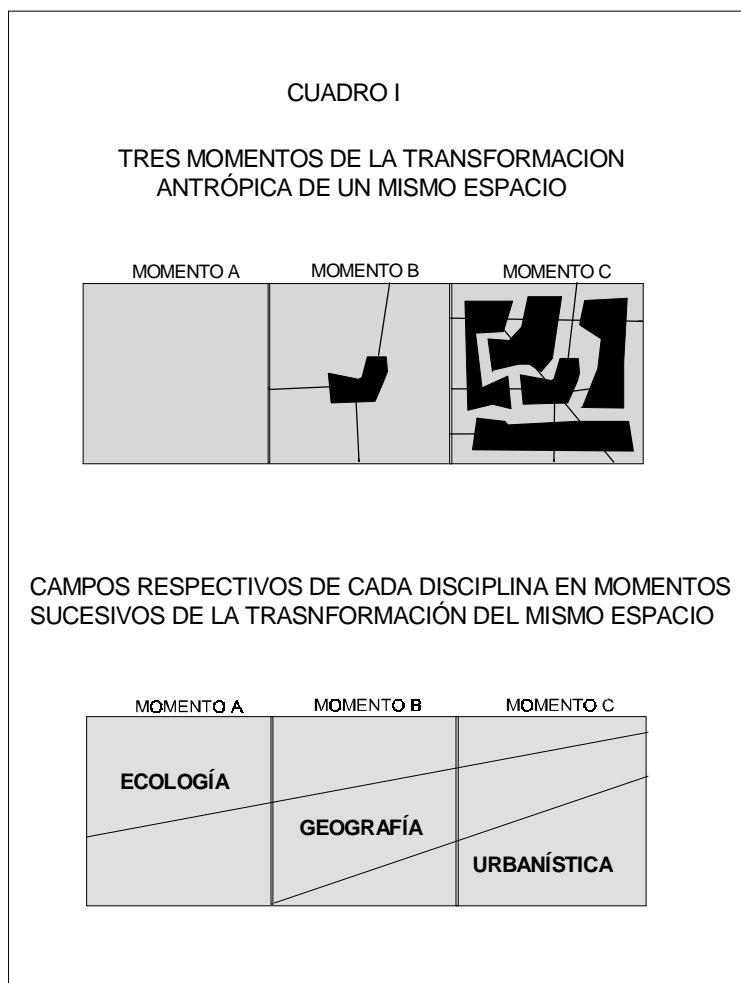 CUADRO I
TRES MOMENTOS DE LA TRANSFORMACION
ANTRÓPICA DE UN MISMO ESPACIO
MOMENTO A MOMENTO B MOMENTO C
CAMPOS RESPECTIVOS DE CADA DISCIPLINA EN MOMENTOS
SUCESIVOS DE LA TRASNFORMACIÓN DEL MISMO ESPACIO
MOMENTO A MOMENTO B MOMENTO C
ECOLOGÍA
GEOGRAFÍA
URBANÍSTICA